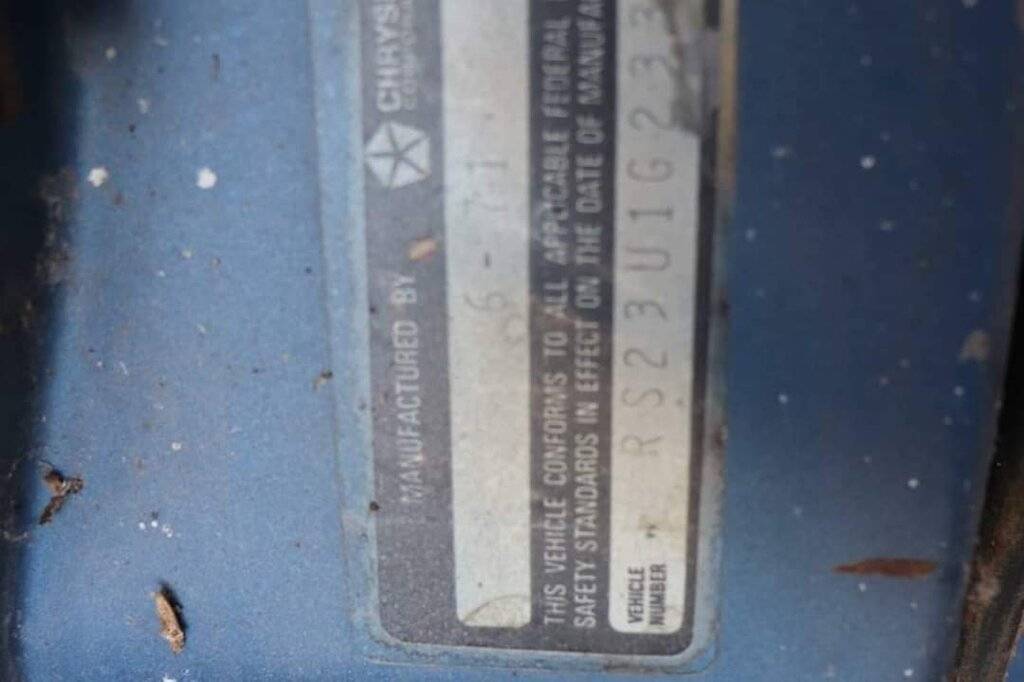 MANUFACTURED BY CHRYS
6-71
THIS VEHICLE CONFORMS TO ALL APPLICABLE FEDERAL
SAFETY STANDARDS IN EFFECT ON THE DATE OF MANUFA
VEHICLE
NUMBER
RS23U1G233